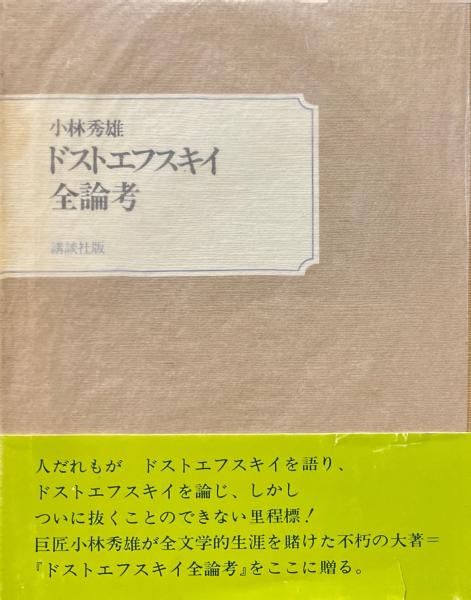 小林秀雄
ドストエフスキイ
全論考
講談社版
人だれもが　ドストエフスキイを語り、
ドストエフスキイを論じ、しかし
ついに抜くことのできない里程標！
巨匠小林秀雄が全文学的生涯を賭けた不朽の大著＝
『ドストエフスキイ全論考』をここに贈る。